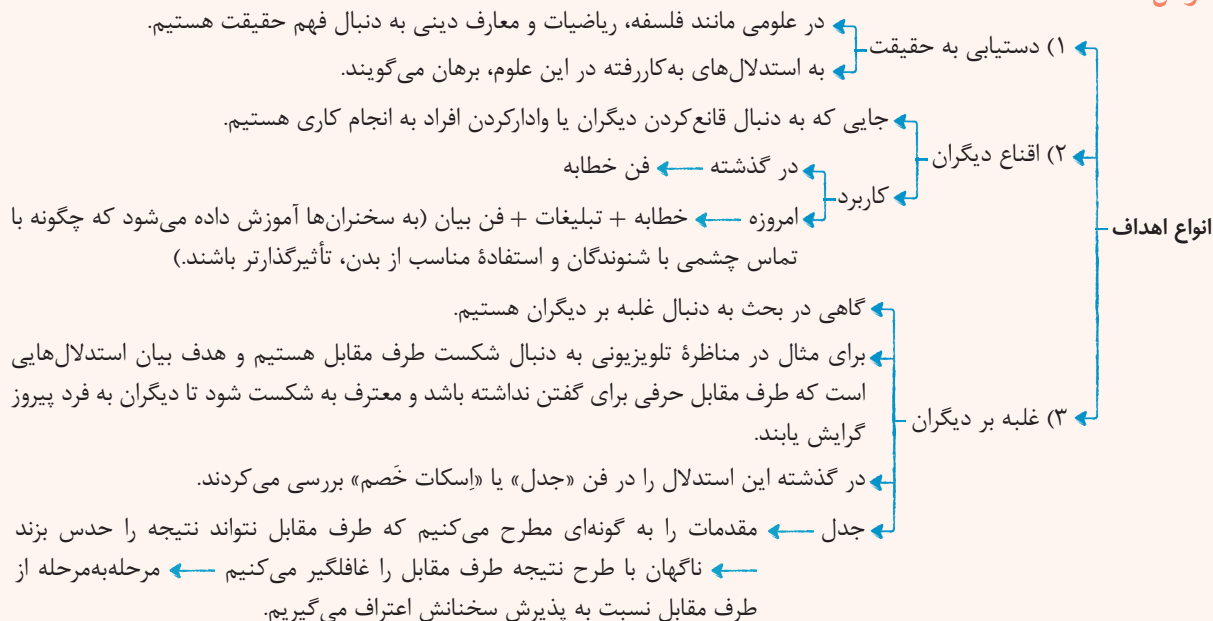 در علومی مانند فلسفه، ریاضیات و معارف دینی به دنبال فهم حقیقت هستیم.
۱) دستیابی به حقیقت
به استدلال‌های به‌کاررفته در این علوم، برهان می‌گویند.
جایی که به دنبال قانع‌کردن دیگران یا وادارکردن افراد به انجام کاری هستیم.
۲) اقناع دیگران
در گذشته ← فن خطابه
کاربرد
امروزه ← خطابه + تبلیغات + فن بیان (به سخنران‌ها آموزش داده می‌شود که چگونه با
تماس چشمی با شنوندگان و استفادۀ مناسب از بدن، تأثیرگذارتر باشند.)
انواع اهداف
گاهی در بحث به دنبال غلبه بر دیگران هستیم.
برای مثال در مناظرۀ تلویزیونی به دنبال شکست طرف مقابل هستیم و هدف بیان استدلال‌هایی
است که طرف مقابل حرفی برای گفتن نداشته باشد و معترف به شکست شود تا دیگران به فرد پیروز
۳) غلبه بر دیگران
گرایش یابند.
در گذشته این استدلال را در فن «جدل» یا «اِسکات خَصم» بررسی می‌کردند.
جدل ← مقدمات را به گونه‌ای مطرح می‌کنیم که طرف مقابل نتواند نتیجه را حدس بزند
← ناگهان با طرح نتیجه طرف مقابل را غافلگیر می‌کنیم ← مرحله‌به‌مرحله از
طرف مقابل نسبت به پذیرش سخنانش اعتراف می‌گیریم.